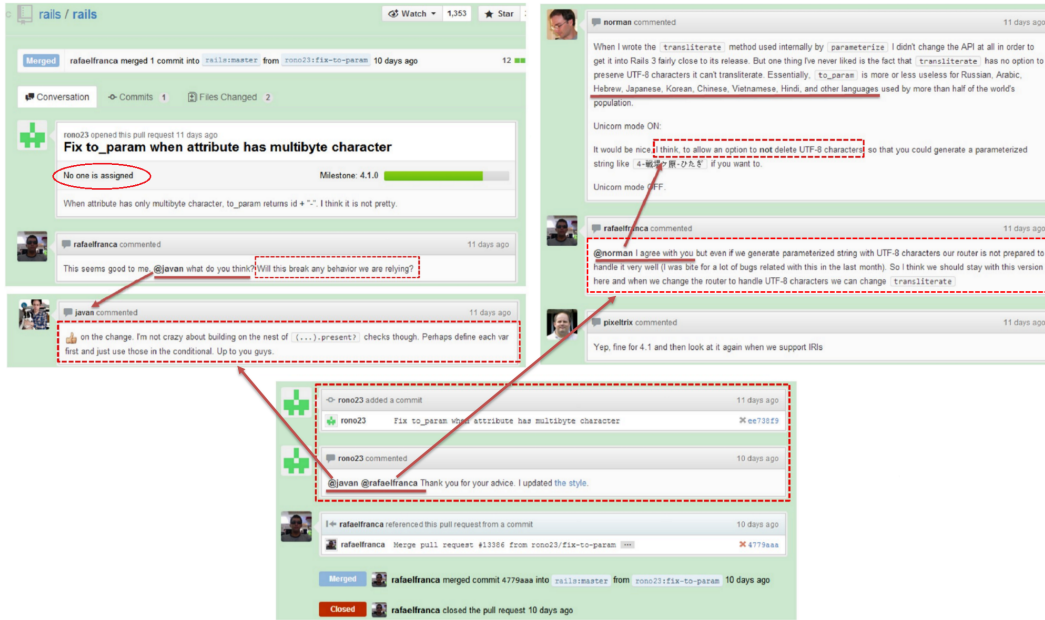 rails / rails
Watch 1,353 Star
Merged rafaelfranca merged 1 commit into rails:master from rono23:fix-to-param 10 days ago 12
Conversation Commits 1 Files Changed 2
rono23 opened this pull request 11 days ago
Fix to_param when attribute has multibyte character
No one is assigned Milestone: 4.1.0
When attribute has only multibyte character, to_param returns id + "-". I think it is not pretty.
rafaelfranca commented 11 days ago
This seems good to me. @javan what do you think? Will this break any behavior we are relying?
javan commented 11 days ago
👍 on the change. I'm not crazy about building on the nest of (...).present? checks though. Perhaps define each var
first and just use those in the conditional. Up to you guys.
norman commented 11 days ago
When I wrote the transliterate method used internally by parameterize I didn't change the API at all in order to
get it into Rails 3 fairly close to its release. But one thing I've never liked is the fact that transliterate has no option to
preserve UTF-8 characters it can't transliterate. Essentially, to_param is more or less useless for Russian, Arabic,
Hebrew, Japanese, Korean, Chinese, Vietnamese, Hindi, and other languages used by more than half of the world's
population.
Unicorn mode ON:
It would be nice, I think, to allow an option to not delete UTF-8 characters, so that you could generate a parameterized
string like 4-戦場ヶ原-ひたぎ if you want to.
Unicorn mode OFF.
rafaelfranca commented 11 days ago
@norman I agree with you but even if we generate parameterized string with UTF-8 characters our router is not prepared to
handle it very well (I was bite for a lot of bugs related with this in the last month). So I think we should stay with this version
here and when we change the router to handle UTF-8 characters we can change transliterate
pixeltrix commented 11 days ago
Yep, fine for 4.1 and then look at it again when we support IRIs
rono23 added a commit 11 days ago
rono23 Fix to_param when attribute has multibyte character ee738f9
rono23 commented 10 days ago
@javan @rafaelfranca Thank you for your advice. I updated the style.
rafaelfranca referenced this pull request from a commit 10 days ago
rafaelfranca Merge pull request #13386 from rono23/fix-to-param ... 4779aaa
Merged rafaelfranca merged commit 4779aaa into rails:master from rono23:fix-to-param 10 days ago
Closed rafaelfranca closed the pull request 10 days ago